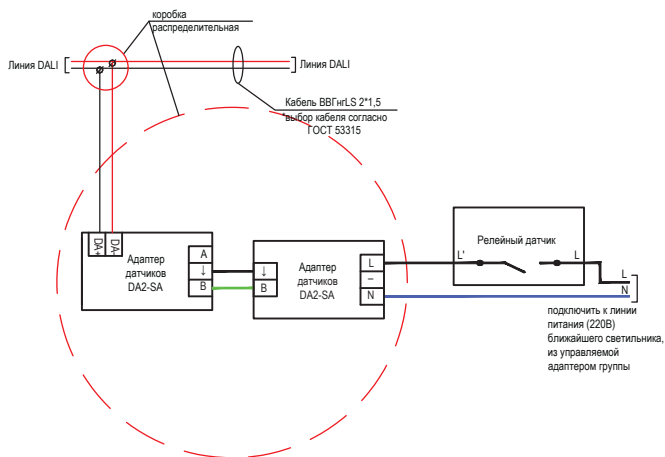 коробка
распределительная
Линия DALI
Линия DALI
Кабель ВВГнгLS 2*1,5
*выбор кабеля согласно
ГОСТ 53315
DA+
DA-
Адаптер
датчиков
DA2-SA
A
↓
B
↓
B
Адаптер
датчиков
DA2-SA
L
–
N
Релейный датчик
L'
L
L
N
подключить к линии
питания (220В)
ближайшего светильника,
из управляемой
адаптером группы